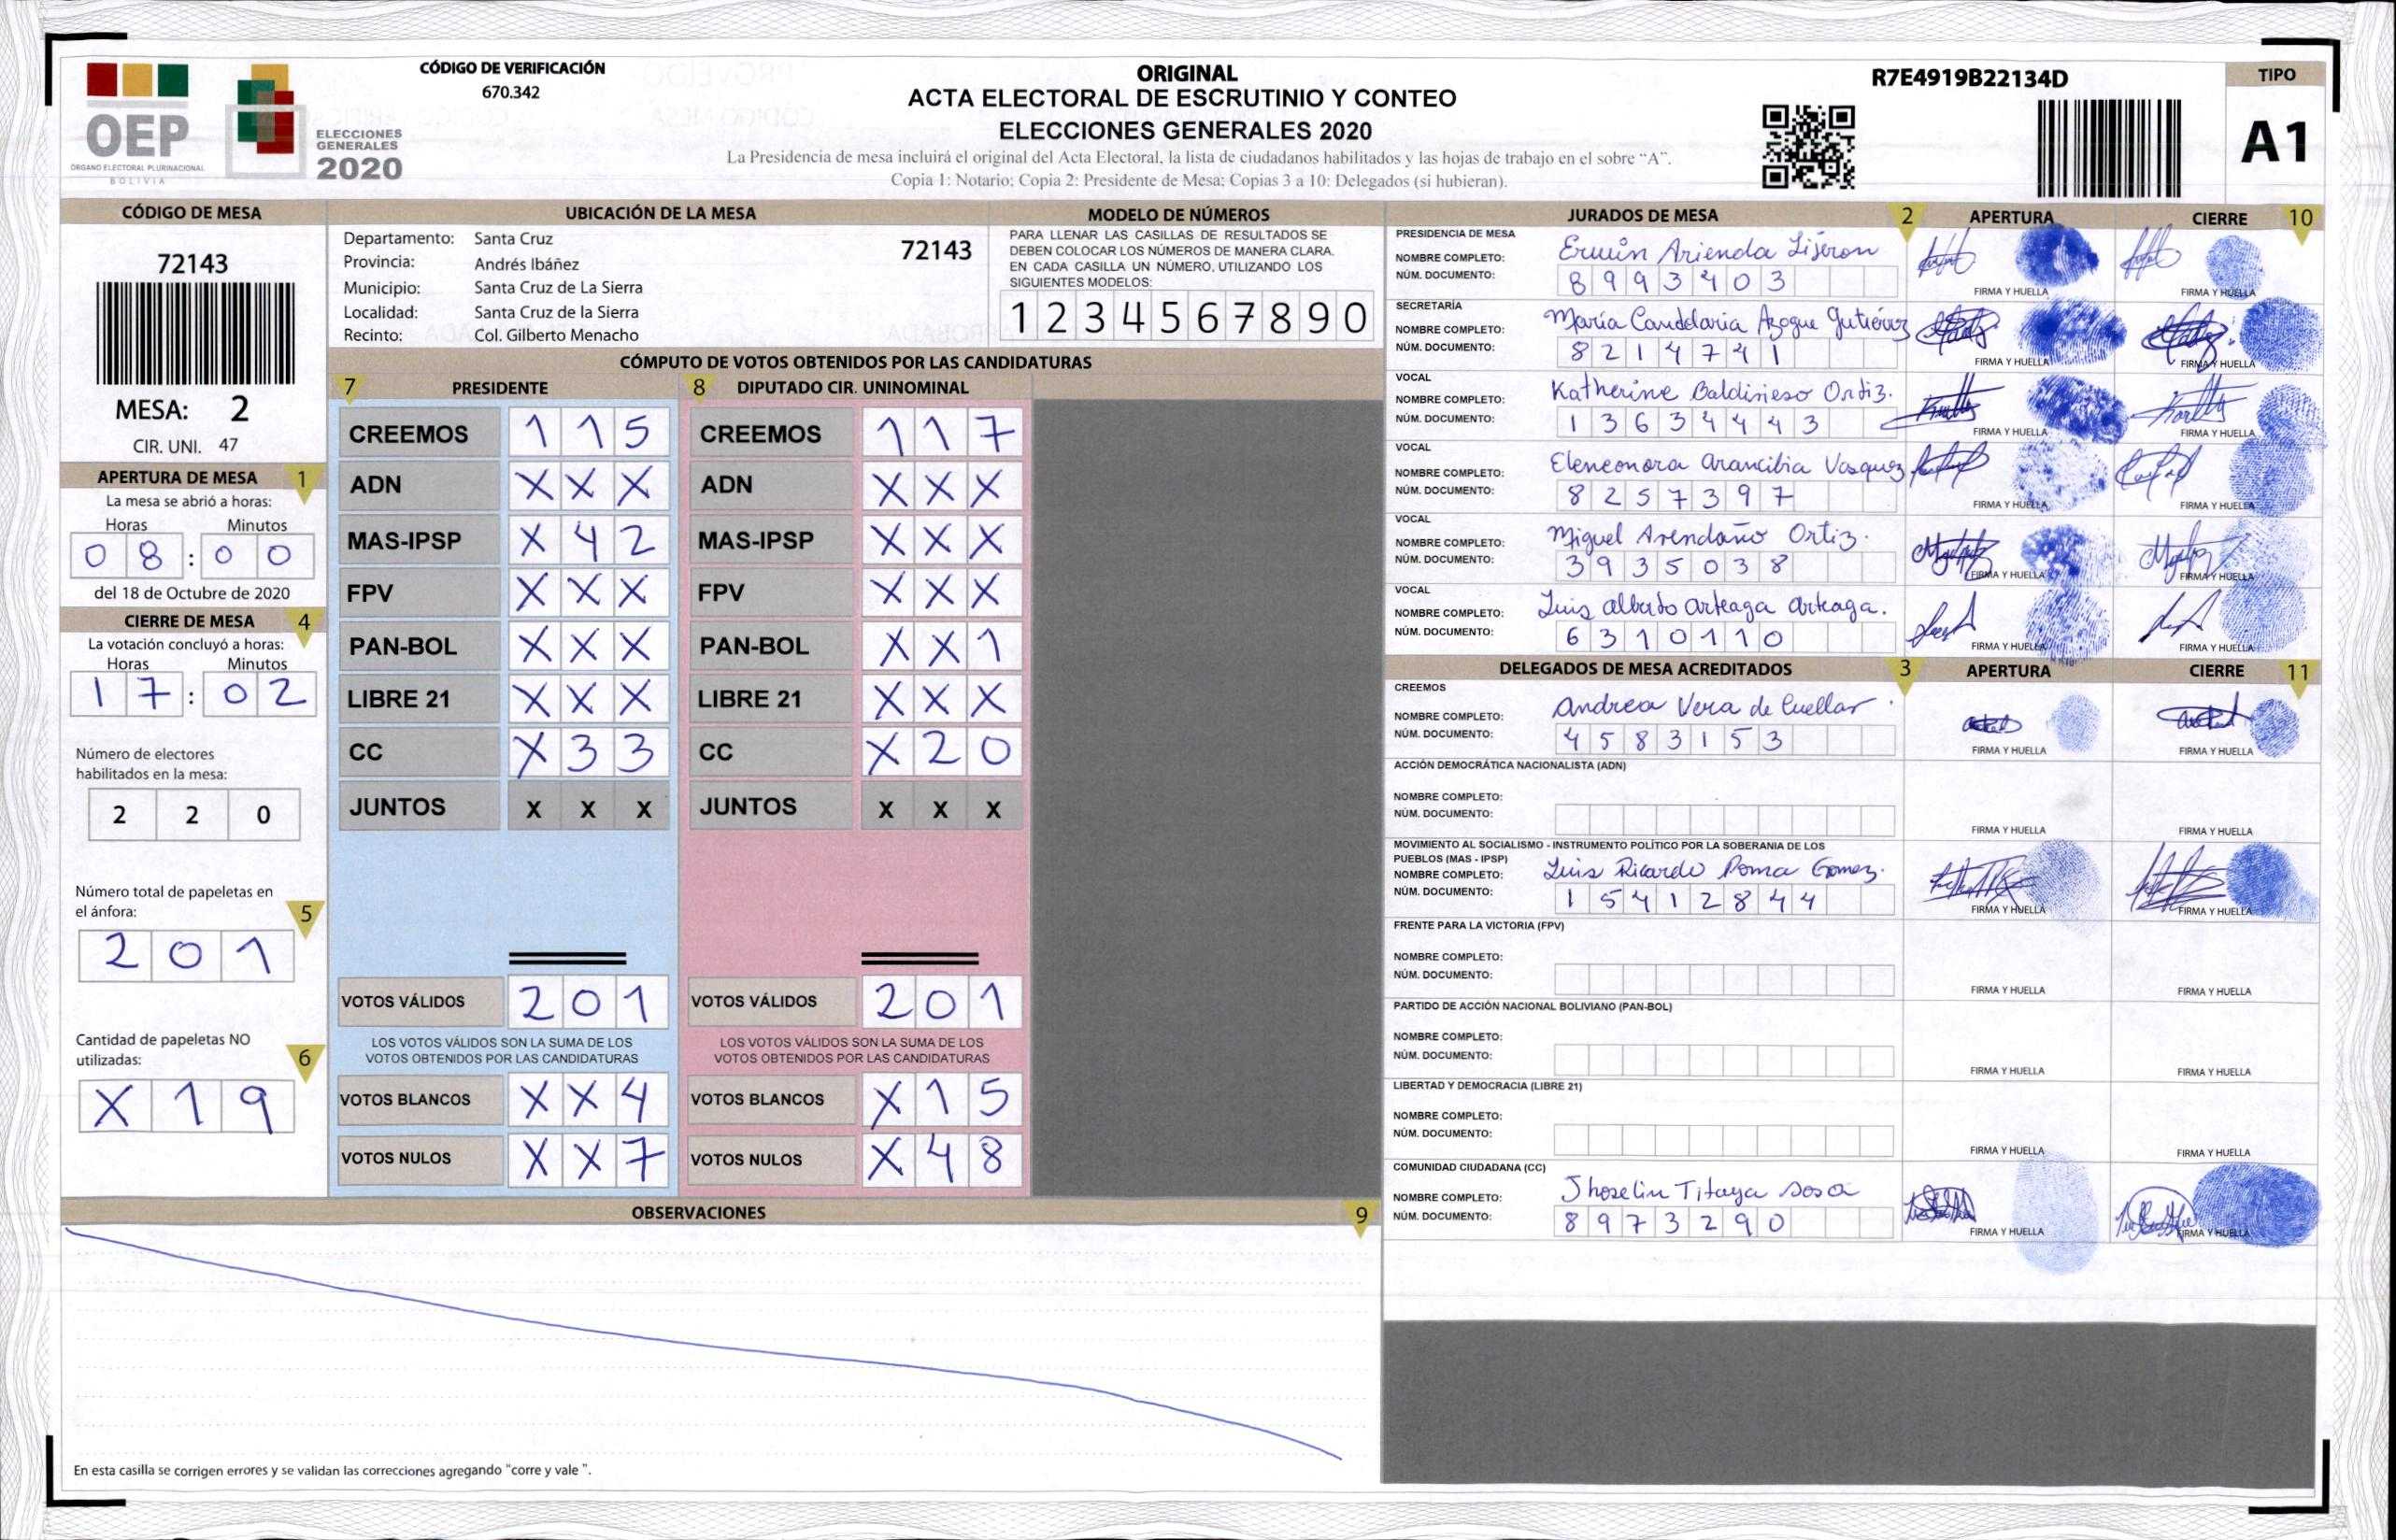 OEP
ÓRGANO ELECTORAL PLURINACIONAL
BOLIVIA
ELECCIONES
GENERALES
2020
CÓDIGO DE VERIFICACIÓN
670.342
ORIGINAL
ACTA ELECTORAL DE ESCRUTINIO Y CONTEO
ELECCIONES GENERALES 2020
La Presidencia de mesa incluirá el original del Acta Electoral, la lista de ciudadanos habilitados y las hojas de trabajo en el sobre “A”.
Copia 1: Notario; Copia 2: Presidente de Mesa; Copias 3 a 10: Delegados (si hubieran).
R7E4919B22134D
TIPO
A1
CÓDIGO DE MESA
72143
MESA: 2
CIR. UNI. 47
APERTURA DE MESA 1
La mesa se abrió a horas:
Horas Minutos
08:00
del 18 de Octubre de 2020
CIERRE DE MESA 4
La votación concluyó a horas:
Horas Minutos
17:02
Número de electores
habilitados en la mesa:
2 2 0
Número total de papeletas en
el ánfora: 5
2 0 1
Cantidad de papeletas NO
utilizadas: 6
X 1 9
UBICACIÓN DE LA MESA
Departamento: Santa Cruz
72143
Provincia: Andrés Ibáñez
Municipio: Santa Cruz de La Sierra
Localidad: Santa Cruz de la Sierra
Recinto: Col. Gilberto Menacho
MODELO DE NÚMEROS
PARA LLENAR LAS CASILLAS DE RESULTADOS SE
DEBEN COLOCAR LOS NÚMEROS DE MANERA CLARA.
EN CADA CASILLA UN NÚMERO, UTILIZANDO LOS
SIGUIENTES MODELOS:
1 2 3 4 5 6 7 8 9 0
CÓMPUTO DE VOTOS OBTENIDOS POR LAS CANDIDATURAS
7 PRESIDENTE
CREEMOS 1 1 5
ADN X X X
MAS-IPSP X 4 2
FPV X X X
PAN-BOL X X X
LIBRE 21 X X X
CC X 3 3
JUNTOS X X X
VOTOS VÁLIDOS 2 0 1
LOS VOTOS VÁLIDOS SON LA SUMA DE LOS
VOTOS OBTENIDOS POR LAS CANDIDATURAS
VOTOS BLANCOS X X 4
VOTOS NULOS X X 7
8 DIPUTADO CIR. UNINOMINAL
CREEMOS 1 1 7
ADN X X X
MAS-IPSP X X X
FPV X X X
PAN-BOL X X 1
LIBRE 21 X X X
CC X 2 0
JUNTOS X X X
VOTOS VÁLIDOS 2 0 1
LOS VOTOS VÁLIDOS SON LA SUMA DE LOS
VOTOS OBTENIDOS POR LAS CANDIDATURAS
VOTOS BLANCOS X 1 5
VOTOS NULOS X 4 8
OBSERVACIONES 9
En esta casilla se corrigen errores y se validan las correcciones agregando “corre y vale ”.
JURADOS DE MESA 2 APERTURA CIERRE 10
PRESIDENCIA DE MESA
NOMBRE COMPLETO: Erwin Arienda Lijeron
NÚM. DOCUMENTO: 8993403
FIRMA Y HUELLA FIRMA Y HUELLA
SECRETARÍA
NOMBRE COMPLETO: María Candelaria Azogue Gutiérrez
NÚM. DOCUMENTO: 8214741
FIRMA Y HUELLA FIRMA Y HUELLA
VOCAL
NOMBRE COMPLETO: Katherine Baldivieso Ortiz.
NÚM. DOCUMENTO: 13634443
FIRMA Y HUELLA FIRMA Y HUELLA
VOCAL
NOMBRE COMPLETO: Eleneonora Arancibia Vasquez
NÚM. DOCUMENTO: 8257397
FIRMA Y HUELLA FIRMA Y HUELLA
VOCAL
NOMBRE COMPLETO: Miguel Avendaño Ortiz.
NÚM. DOCUMENTO: 3935038
FIRMA Y HUELLA FIRMA Y HUELLA
VOCAL
NOMBRE COMPLETO: Luis alberto arteaga arteaga.
NÚM. DOCUMENTO: 6310110
FIRMA Y HUELLA FIRMA Y HUELLA
DELEGADOS DE MESA ACREDITADOS 3 APERTURA CIERRE 11
CREEMOS
NOMBRE COMPLETO: Andrea Vera de Cuellar.
NÚM. DOCUMENTO: 4583153
FIRMA Y HUELLA FIRMA Y HUELLA
ACCIÓN DEMOCRÁTICA NACIONALISTA (ADN)
NOMBRE COMPLETO:
NÚM. DOCUMENTO:
FIRMA Y HUELLA FIRMA Y HUELLA
MOVIMIENTO AL SOCIALISMO - INSTRUMENTO POLÍTICO POR LA SOBERANIA DE LOS
PUEBLOS (MAS - IPSP)
NOMBRE COMPLETO: Luis Ricardo Poma Gomez.
NÚM. DOCUMENTO: 15412844
FIRMA Y HUELLA FIRMA Y HUELLA
FRENTE PARA LA VICTORIA (FPV)
NOMBRE COMPLETO:
NÚM. DOCUMENTO:
FIRMA Y HUELLA FIRMA Y HUELLA
PARTIDO DE ACCIÓN NACIONAL BOLIVIANO (PAN-BOL)
NOMBRE COMPLETO:
NÚM. DOCUMENTO:
FIRMA Y HUELLA FIRMA Y HUELLA
LIBERTAD Y DEMOCRACIA (LIBRE 21)
NOMBRE COMPLETO:
NÚM. DOCUMENTO:
FIRMA Y HUELLA FIRMA Y HUELLA
COMUNIDAD CIUDADANA (CC)
NOMBRE COMPLETO: Jhoselin Titaya Sosa
NÚM. DOCUMENTO: 8973290
FIRMA Y HUELLA FIRMA Y HUELLA